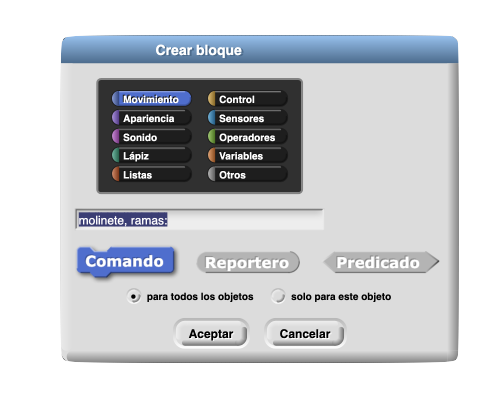 Crear bloque
Movimiento Control
Apariencia Sensores
Sonido Operadores
Lápiz Variables
Listas Otros
molinete, ramas:
Comando Reportero Predicado
para todos los objetos solo para este objeto
Aceptar Cancelar